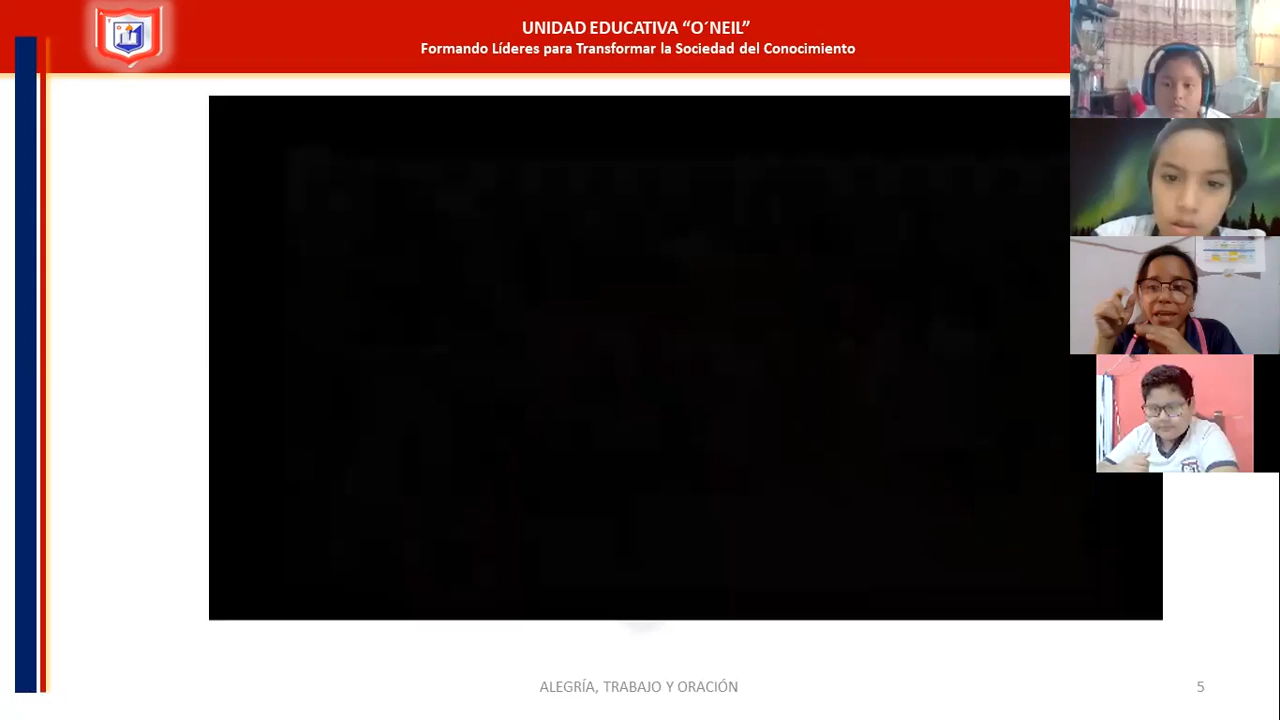 UNIDAD EDUCATIVA “O´NEIL”
Formando Líderes para Transformar la Sociedad del Conocimiento
ALEGRÍA, TRABAJO Y ORACIÓN
5